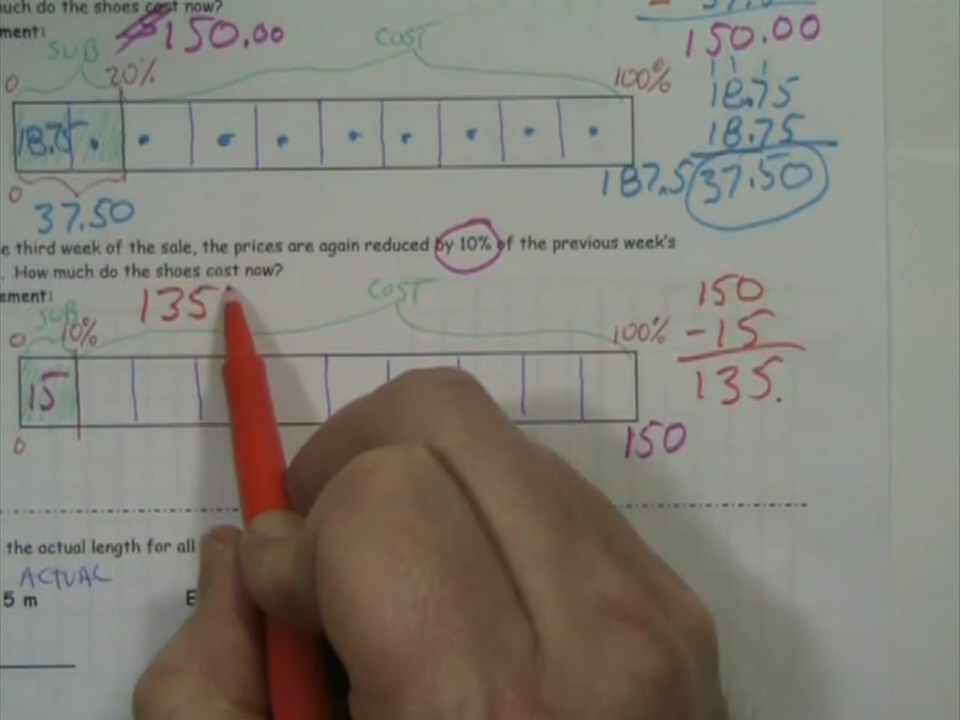 uch do the shoes cost now?
ment: $150.00
150.00
SUB COST
0 20% 100%
18.75
18.75
18.75
37.50
0 187.5
37.50
e third week of the sale, the prices are again reduced by 10% of the previous week's
. How much do the shoes cost now?
ement: 135
SUB COST
0 10% 100%
150
-15
135.
15
0 150
the actual length for all
ACTUAL
5 m E